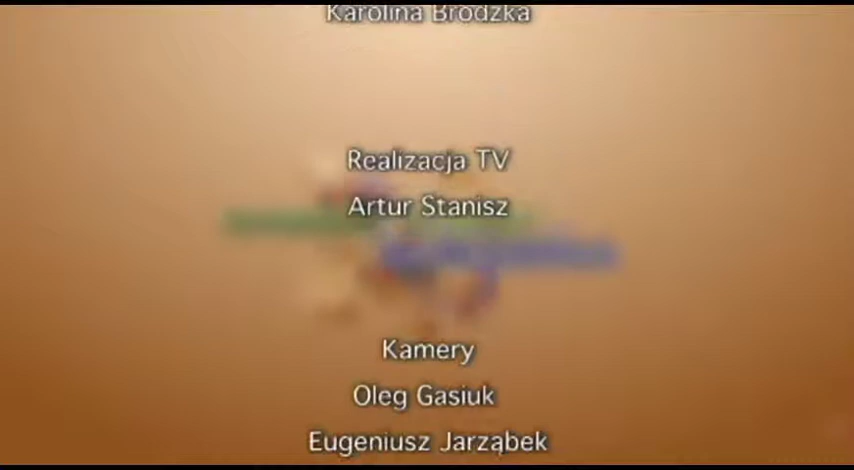 Karolina Brodzka
Realizacja TV
Artur Stanisz
Kamery
Oleg Gasiuk
Eugeniusz Jarząbek